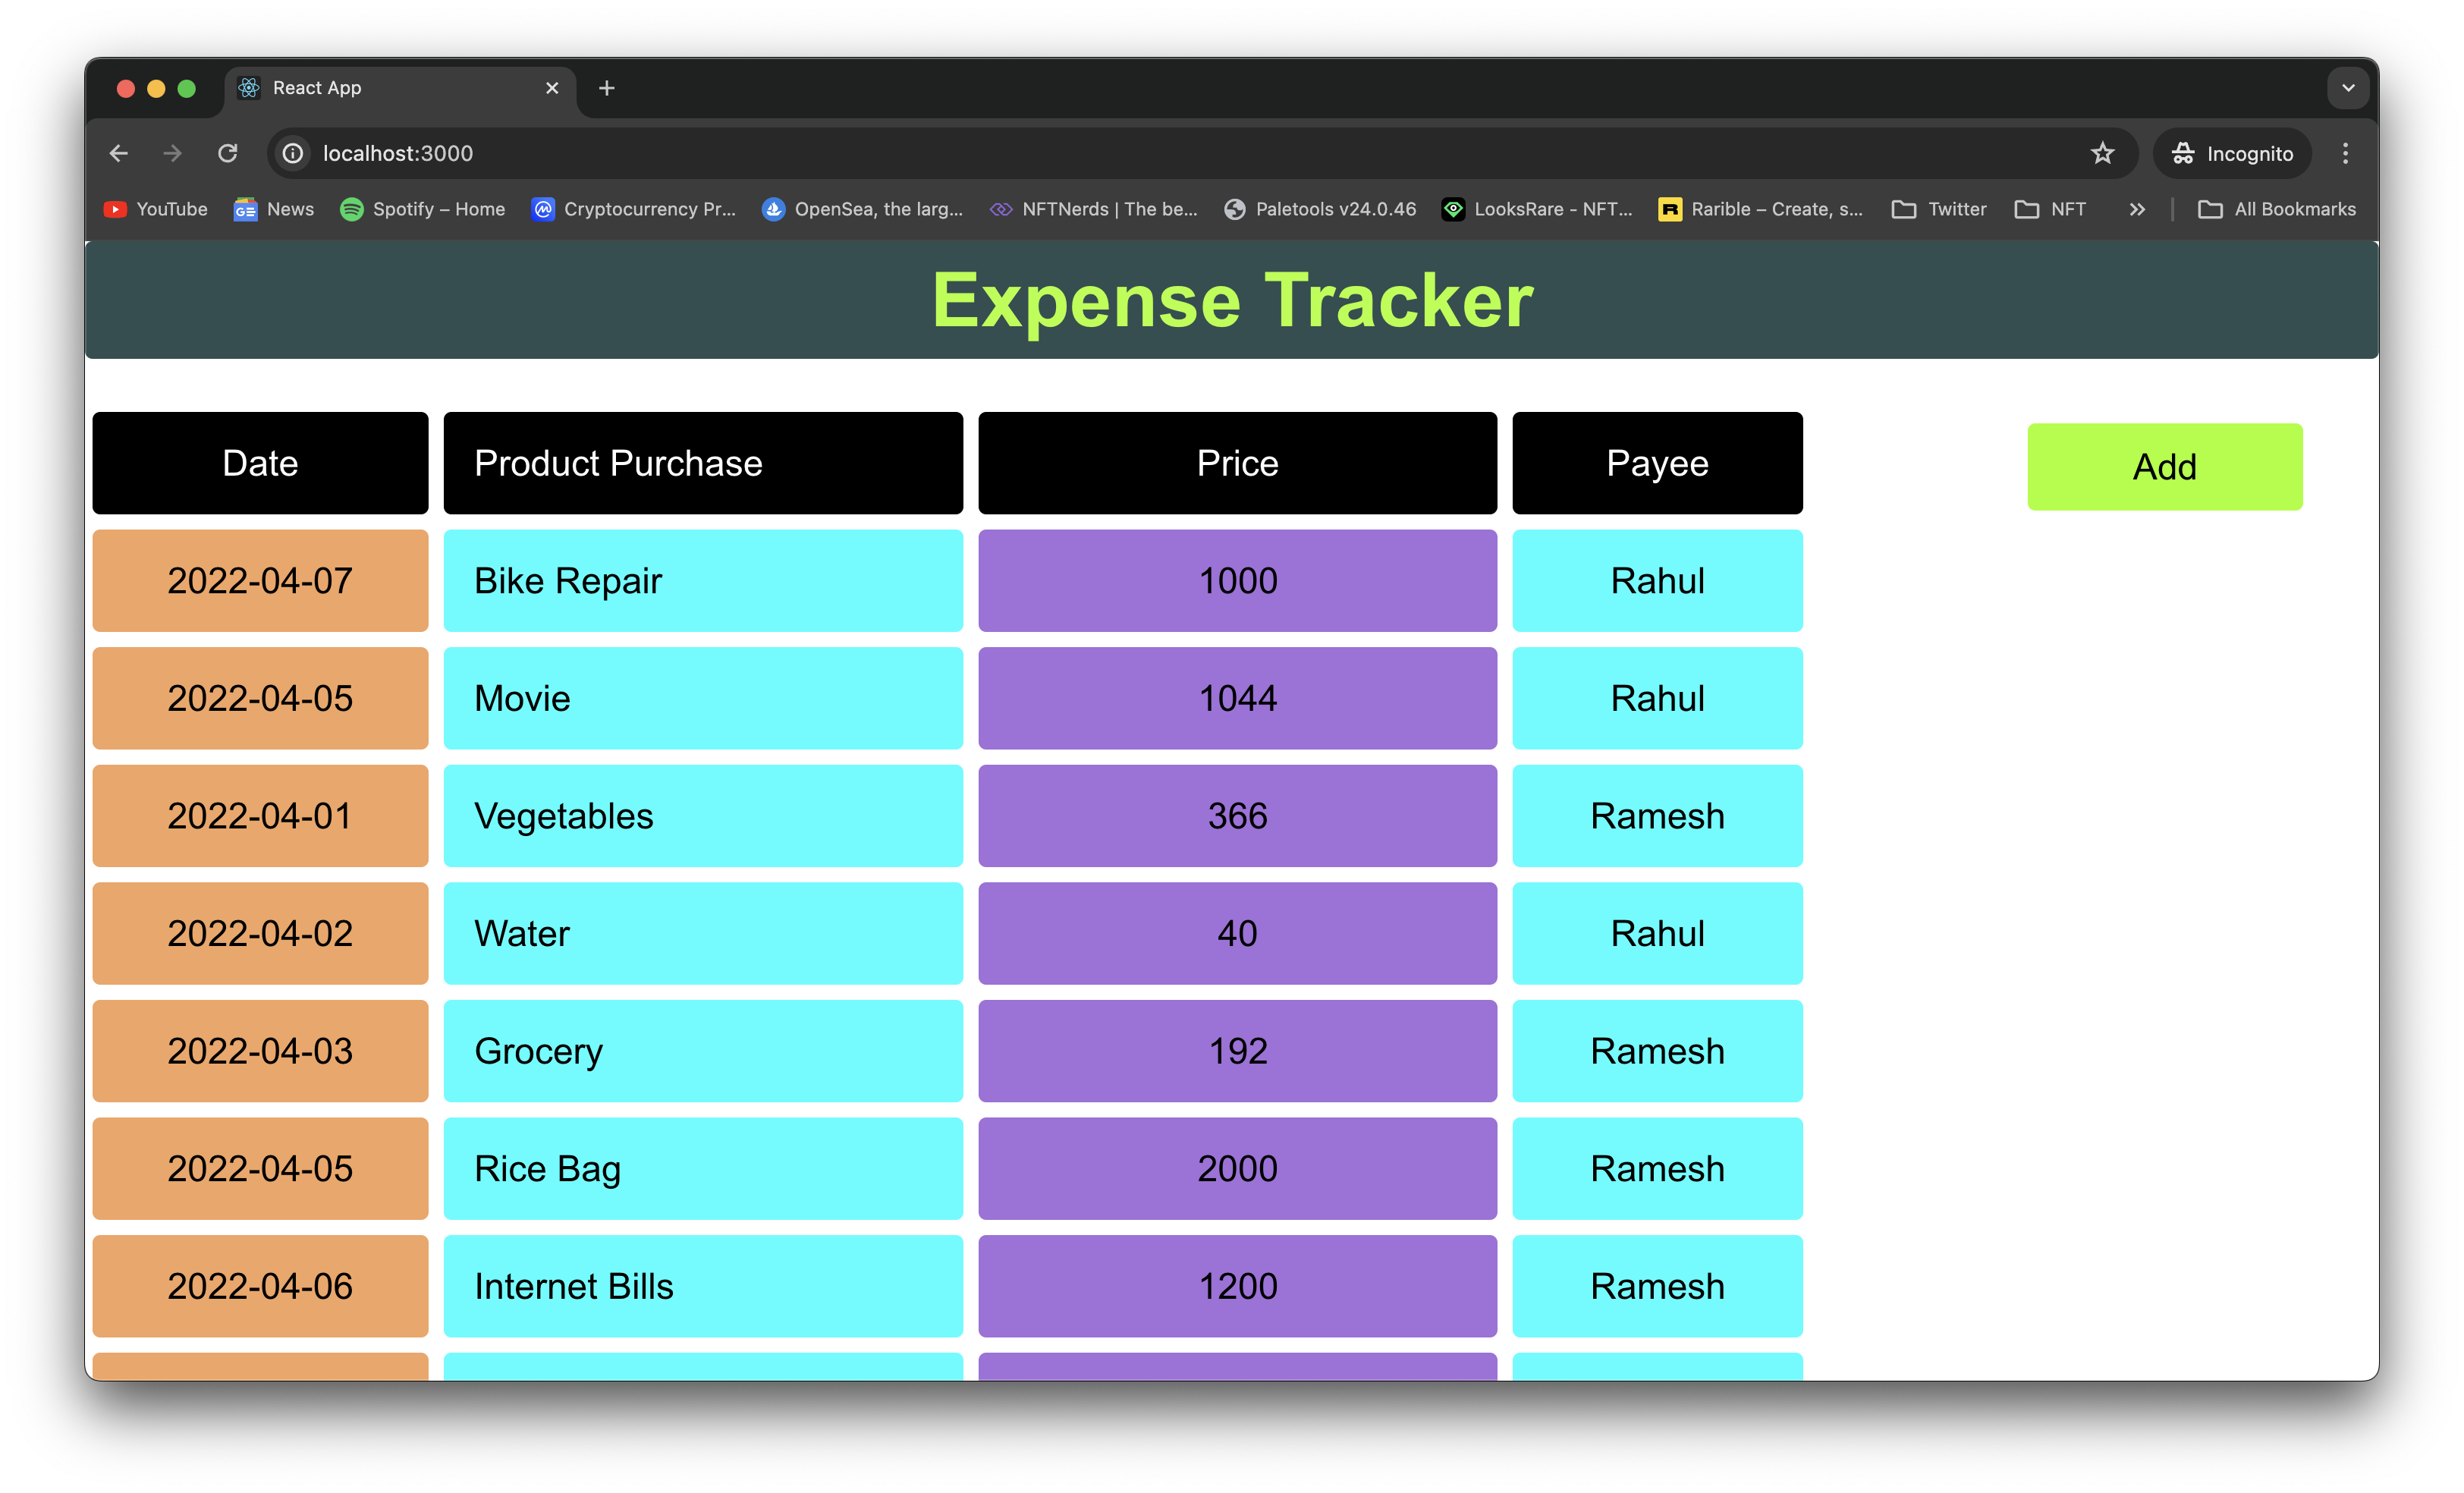 React App
localhost:3000
Incognito
YouTube News Spotify – Home Cryptocurrency Pr... OpenSea, the larg... NFTNerds | The be... Paletools v24.0.46 LooksRare - NFT... Rarible – Create, s... Twitter NFT All Bookmarks
Expense Tracker
Date Product Purchase Price Payee Add
2022-04-07 Bike Repair 1000 Rahul
2022-04-05 Movie 1044 Rahul
2022-04-01 Vegetables 366 Ramesh
2022-04-02 Water 40 Rahul
2022-04-03 Grocery 192 Ramesh
2022-04-05 Rice Bag 2000 Ramesh
2022-04-06 Internet Bills 1200 Ramesh